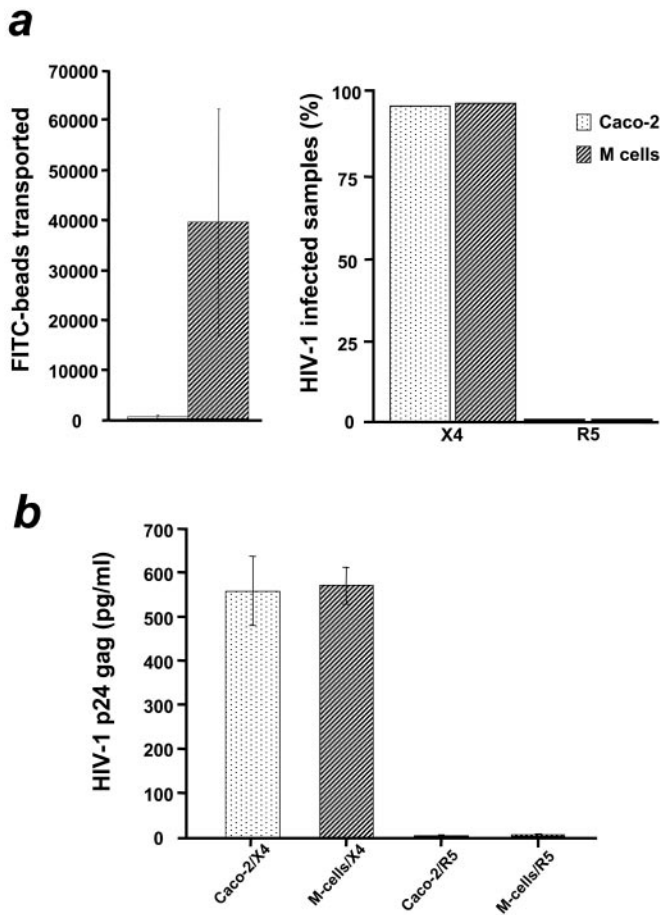 a
FITC-beads transported
70000
60000
50000
40000
30000
20000
10000
0
HIV-1 infected samples (%)
100
75
50
25
0
X4 R5
Caco-2
M cells
b
HIV-1 p24 gag (pg/ml)
700
600
500
400
300
200
100
0
Caco-2/X4
M-cells/X4
Caco-2/R5
M-cells/R5